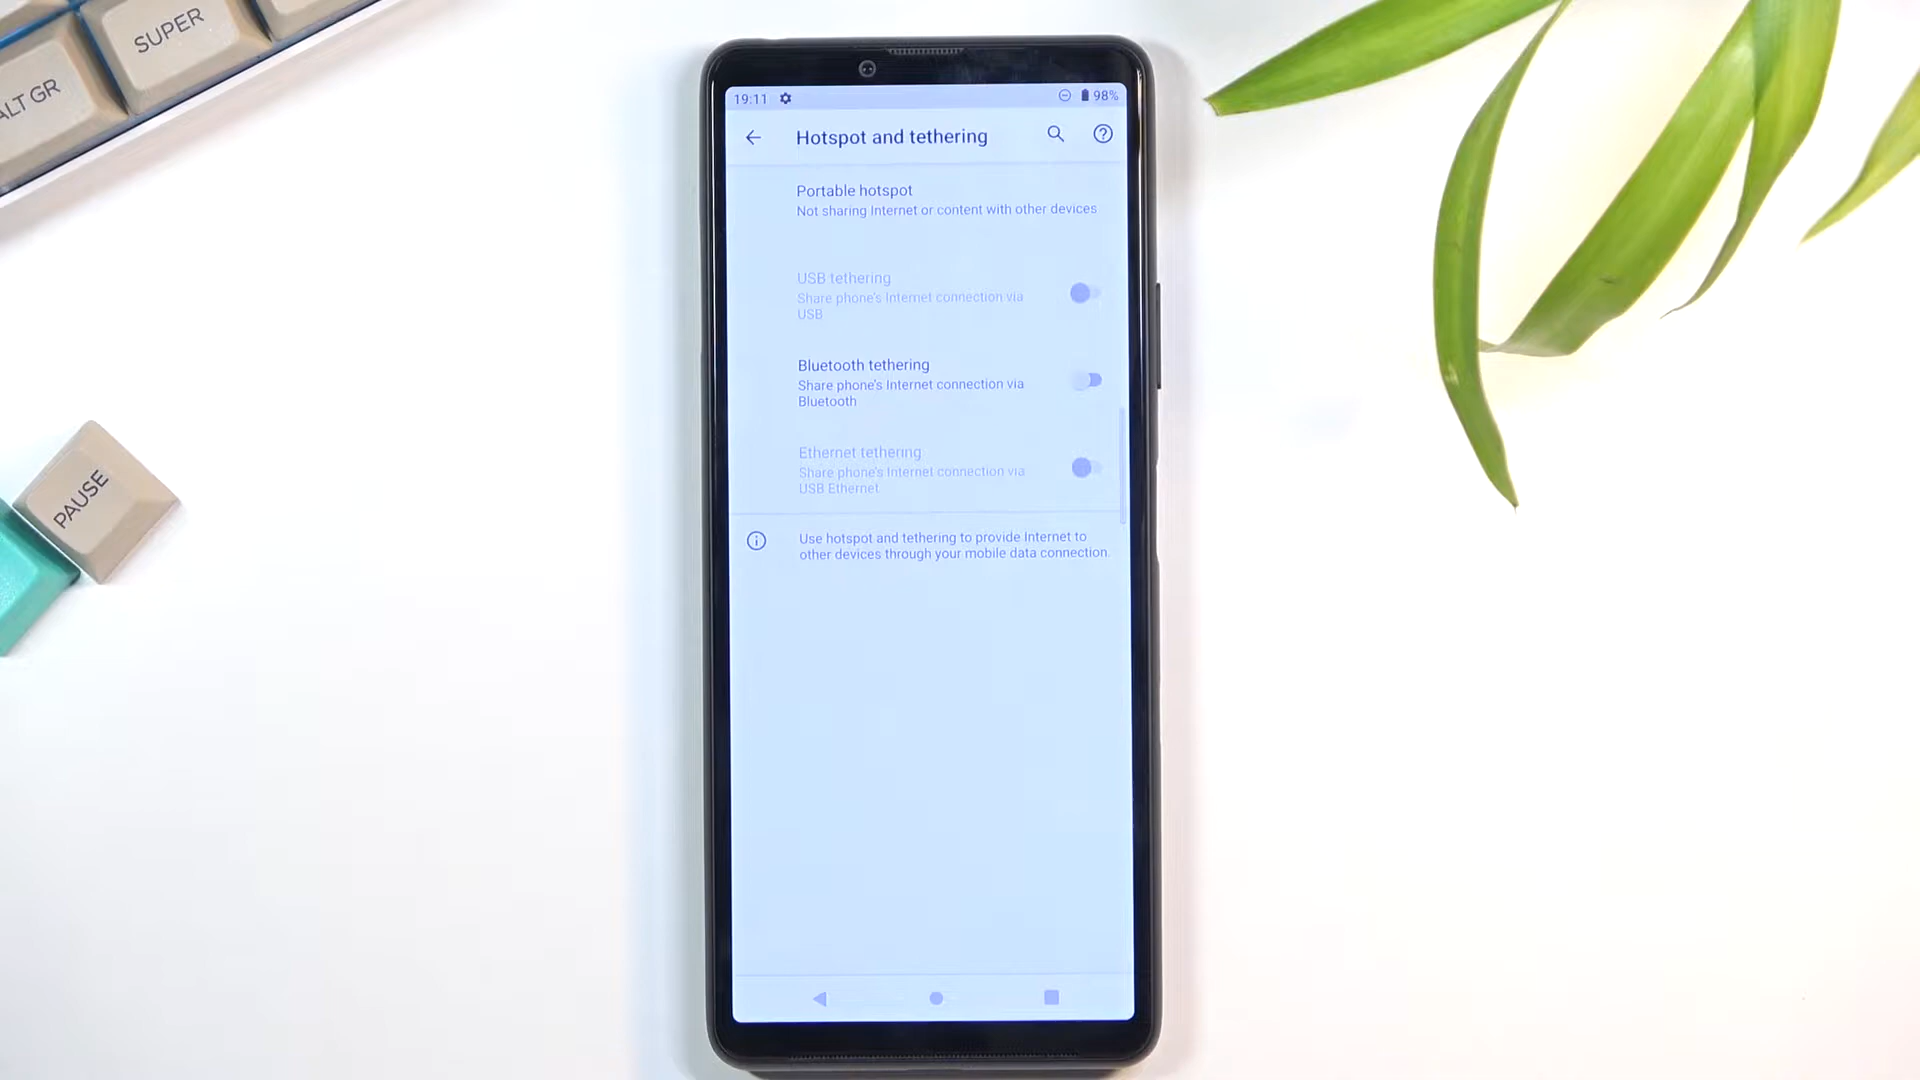 SUPER
ALT GR
PAUSE
19:11
98%
Hotspot and tethering
Portable hotspot
Not sharing Internet or content with other devices
USB tethering
Share phone's Internet connection via
USB
Bluetooth tethering
Share phone's Internet connection via
Bluetooth
Ethernet tethering
Share phone's Internet connection via
USB Ethernet
Use hotspot and tethering to provide Internet to
other devices through your mobile data connection.